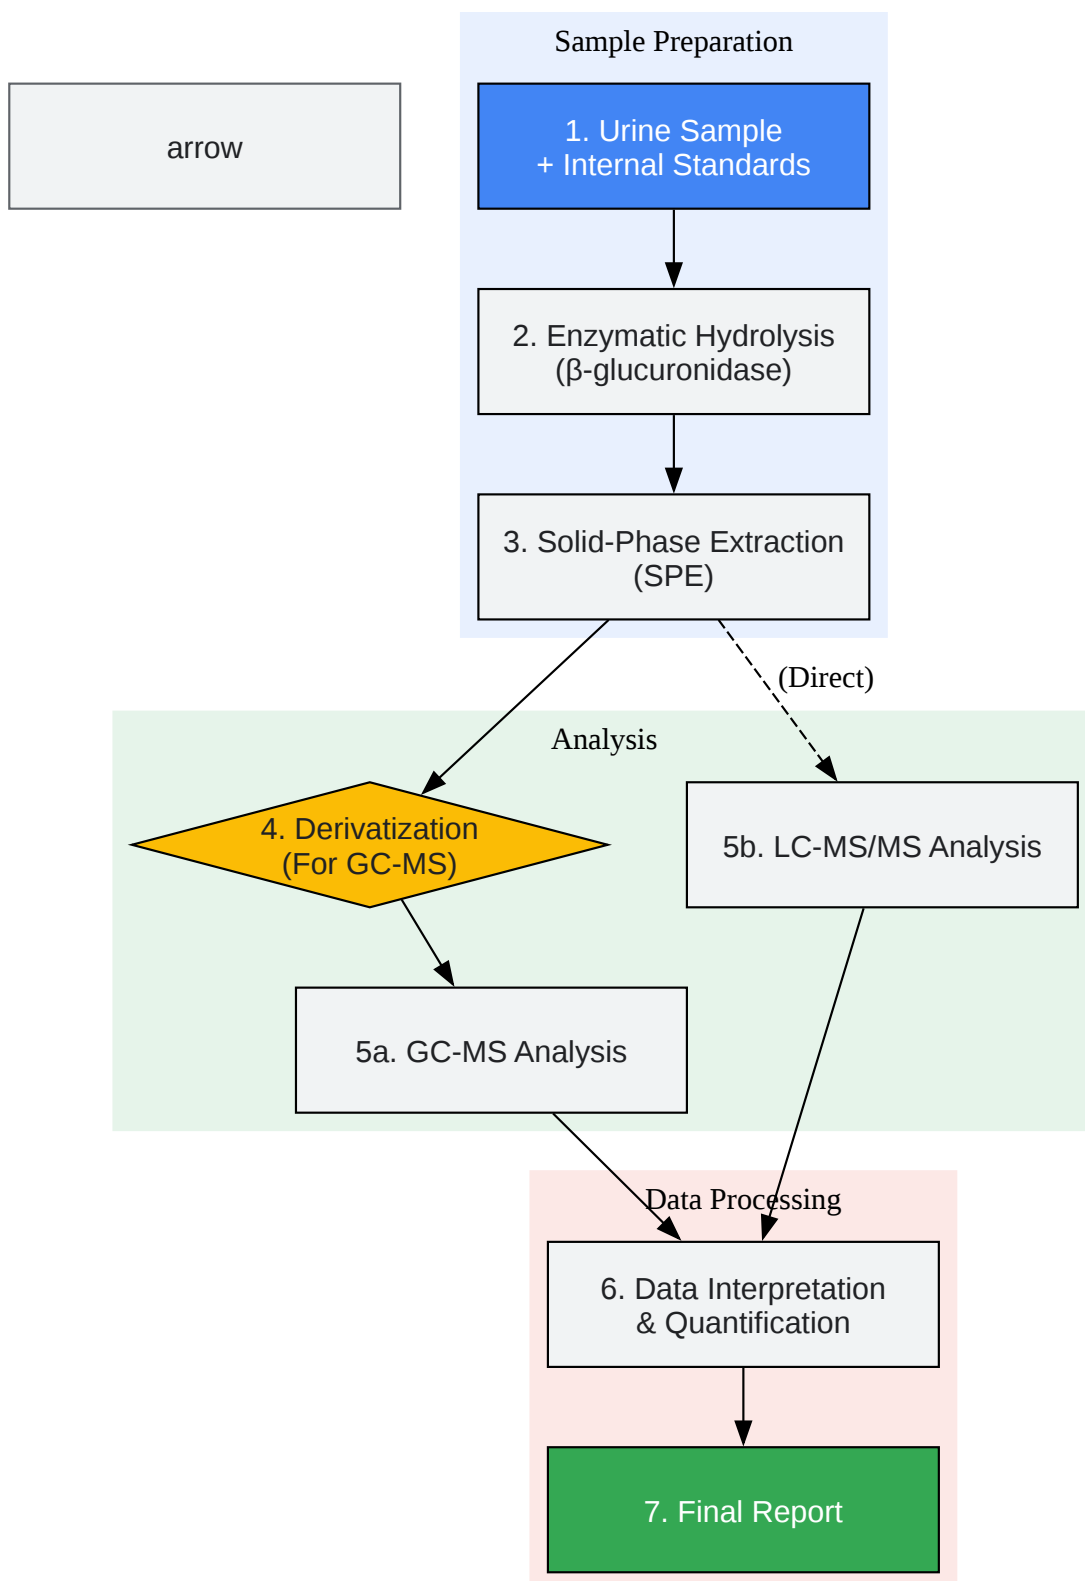 Sample Preparation
arrow
1. Urine Sample
+ Internal Standards
2. Enzymatic Hydrolysis
(β-glucuronidase)
3. Solid-Phase Extraction
(SPE)
(Direct)
Analysis
4. Derivatization
(For GC-MS)
5b. LC-MS/MS Analysis
5a. GC-MS Analysis
Data Processing
6. Data Interpretation
& Quantification
7. Final Report